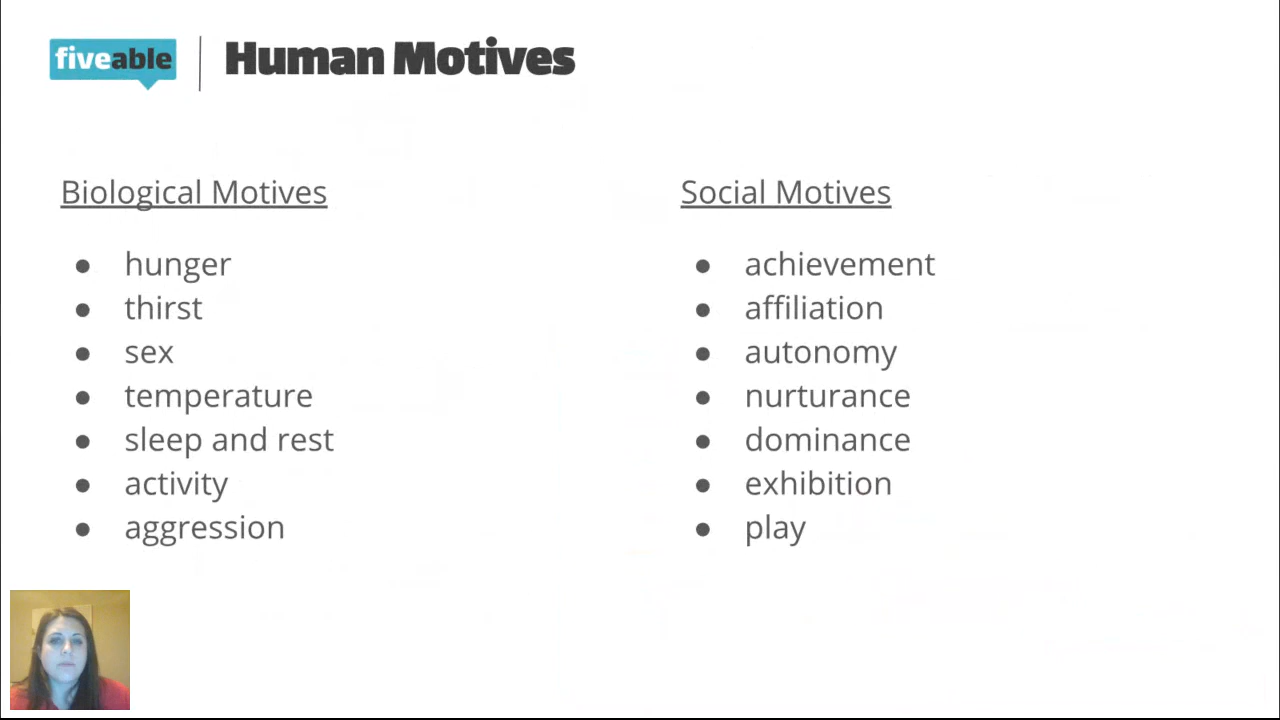 fiveable
Human Motives
Biological Motives
● hunger
● thirst
● sex
● temperature
● sleep and rest
● activity
● aggression
Social Motives
● achievement
● affiliation
● autonomy
● nurturance
● dominance
● exhibition
● play